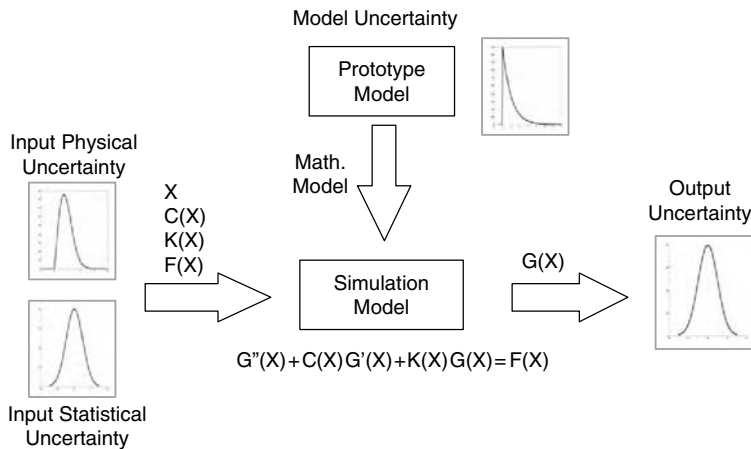 Model Uncertainty
Prototype
Model
Input Physical
Uncertainty
Math.
Model
X
C(X)
K(X)
F(X)
Output
Uncertainty
Simulation
Model
G(X)
G″(X)+C(X)G′(X)+K(X)G(X)=F(X)
Input Statistical
Uncertainty